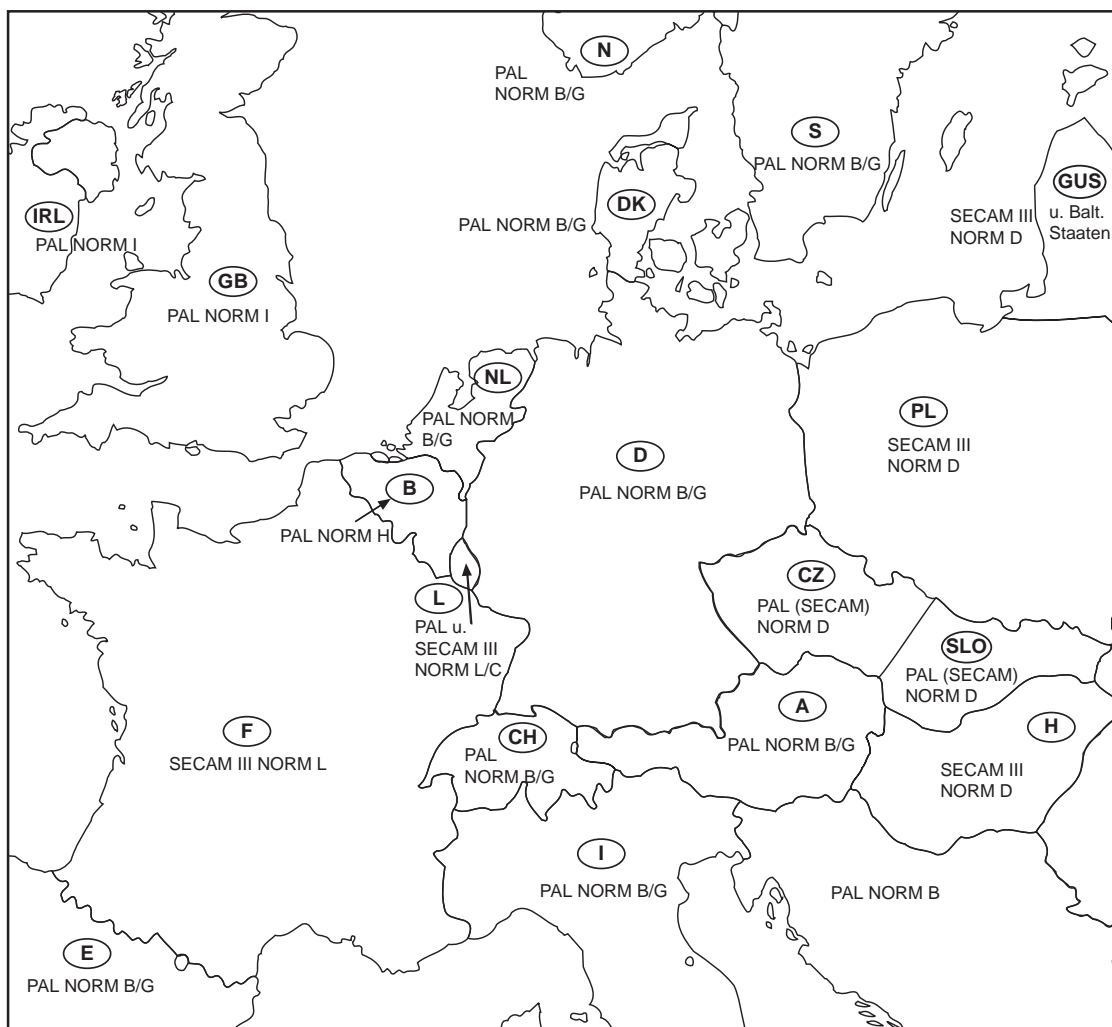 N
PAL
NORM B/G
S
PAL NORM B/G
GUS
u. Balt.
Staaten
SECAM III
NORM D
IRL
PAL NORM I
DK
PAL NORM B/G
GB
PAL NORM I
NL
PAL NORM
B/G
PL
SECAM III
NORM D
D
PAL NORM B/G
B
PAL NORM H
L
PAL u.
SECAM III
NORM L/C
CZ
PAL (SECAM)
NORM D
SLO
PAL (SECAM)
NORM D
F
SECAM III NORM L
CH
PAL
NORM B/G
A
PAL NORM B/G
H
SECAM III
NORM D
I
PAL NORM B/G
PAL NORM B
E
PAL NORM B/G